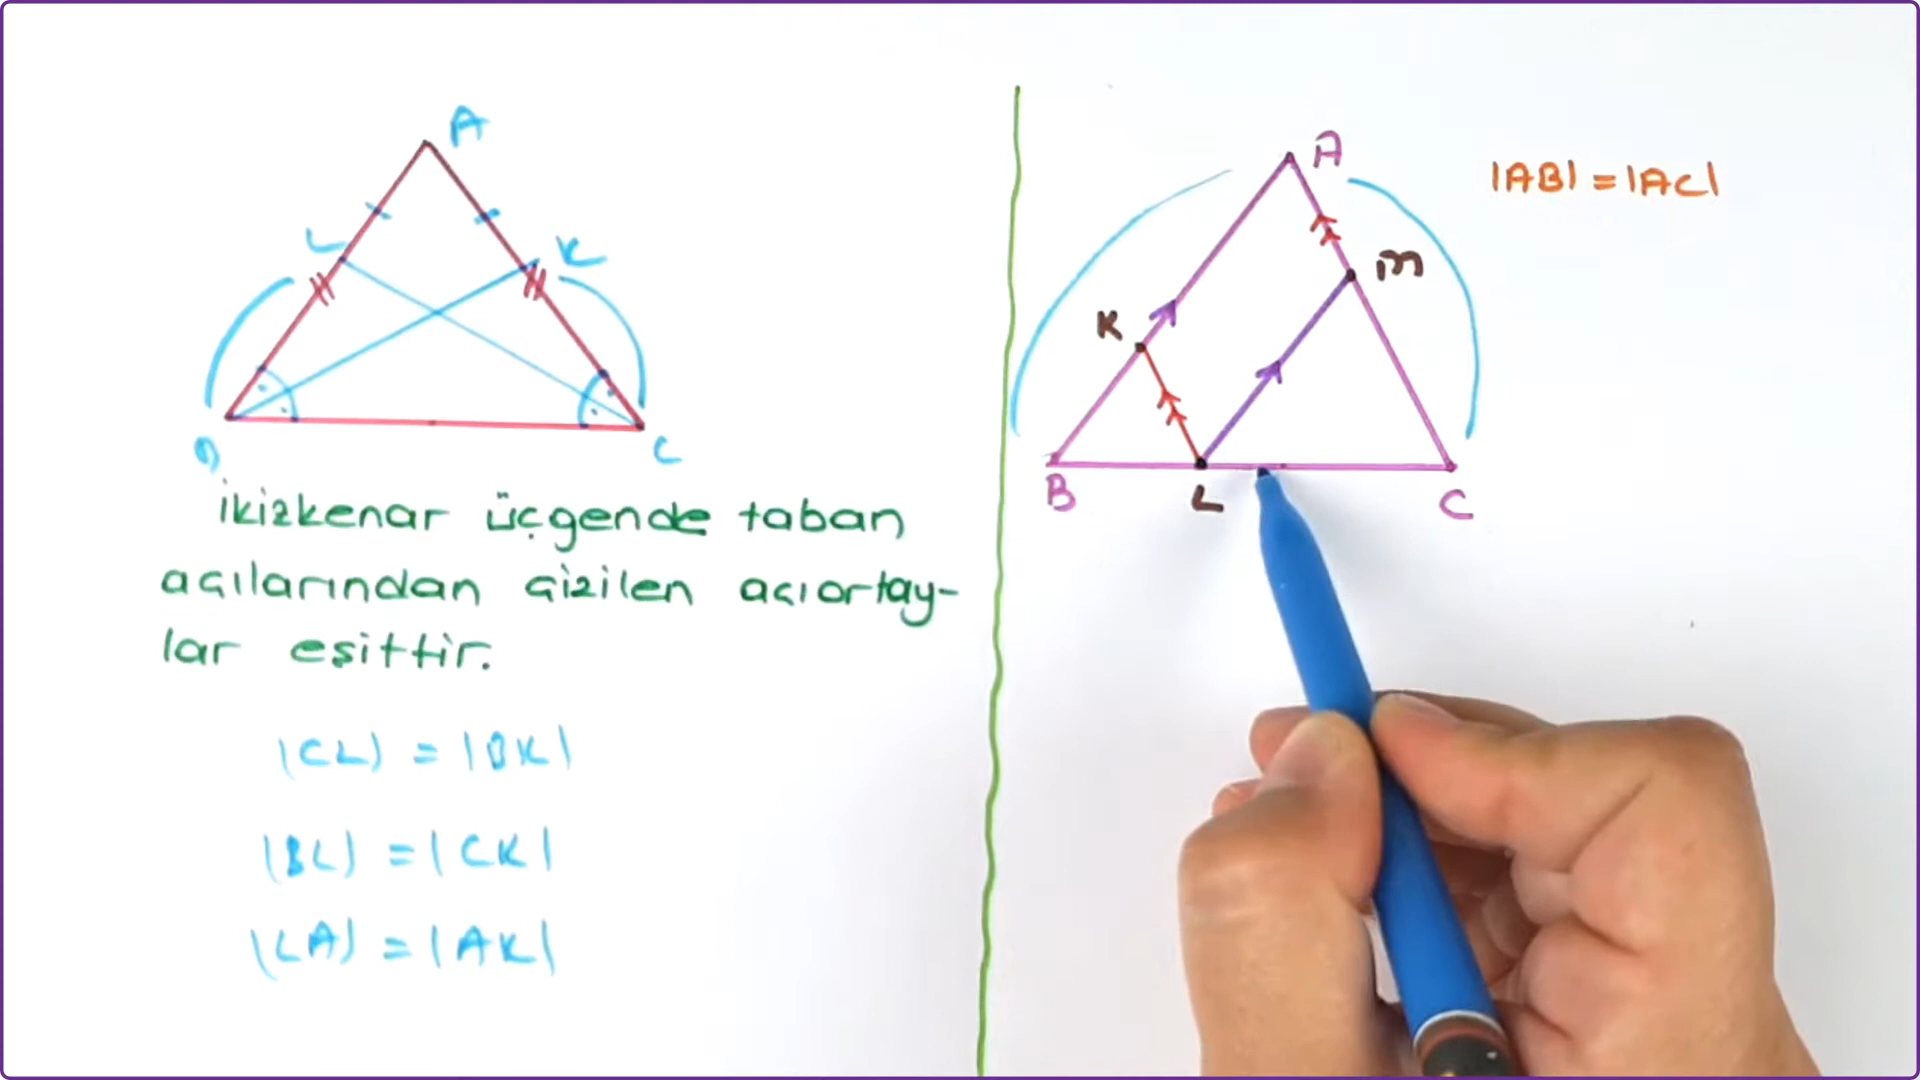 A
L
K
B
C
ikizkenar üçgende taban
açılarından çizilen açıortay-
lar eşittir.
|CL| = |BK|
|BL| = |CK|
|LA| = |AK|
A
|AB| = |AC|
M
K
B
L
C